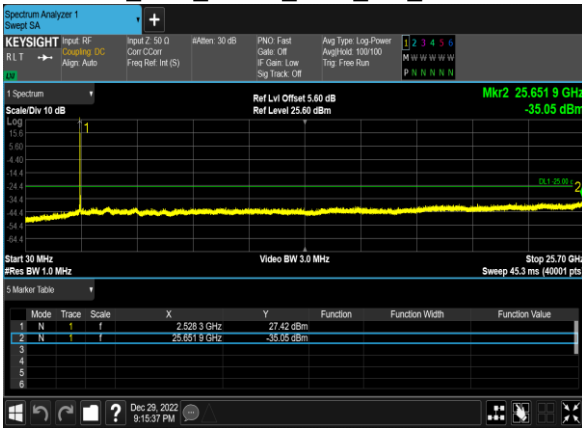 Spectrum Analyzer 1
Swept SA
+
KEYSIGHT Input: RF Input Z: 50 Ω #Atten: 30 dB PNO: Fast Avg Type: Log-Power 1 2 3 4 5 6
RLT Coupling: DC Corr CCorr Gate: Off Avg|Hold: 100/100 M W W W W W
Align: Auto Freq Ref: Int (S) IF Gain: Low Trig: Free Run
LU Sig Track: Off P N N N N N
1 Spectrum Ref Lvl Offset 5.60 dB Mkr2 25.651 9 GHz
Scale/Div 10 dB Ref Level 25.60 dBm -35.05 dBm
Log
1
15.6
5.60
-4.40
-14.4
-24.4 DL1 -25.00
2
-34.4
-44.4
-54.4
-64.4
Start 30 MHz Video BW 3.0 MHz Stop 25.70 GHz
#Res BW 1.0 MHz Sweep 45.3 ms (40001 pts
5 Marker Table
Mode Trace Scale X Y Function Function Width Function Value
1 N 1 f 2.528 3 GHz 27.42 dBm
2 N 1 f 25.651 9 GHz -35.05 dBm
3
4
5
6
? Dec 29, 2022
9:15:37 PM